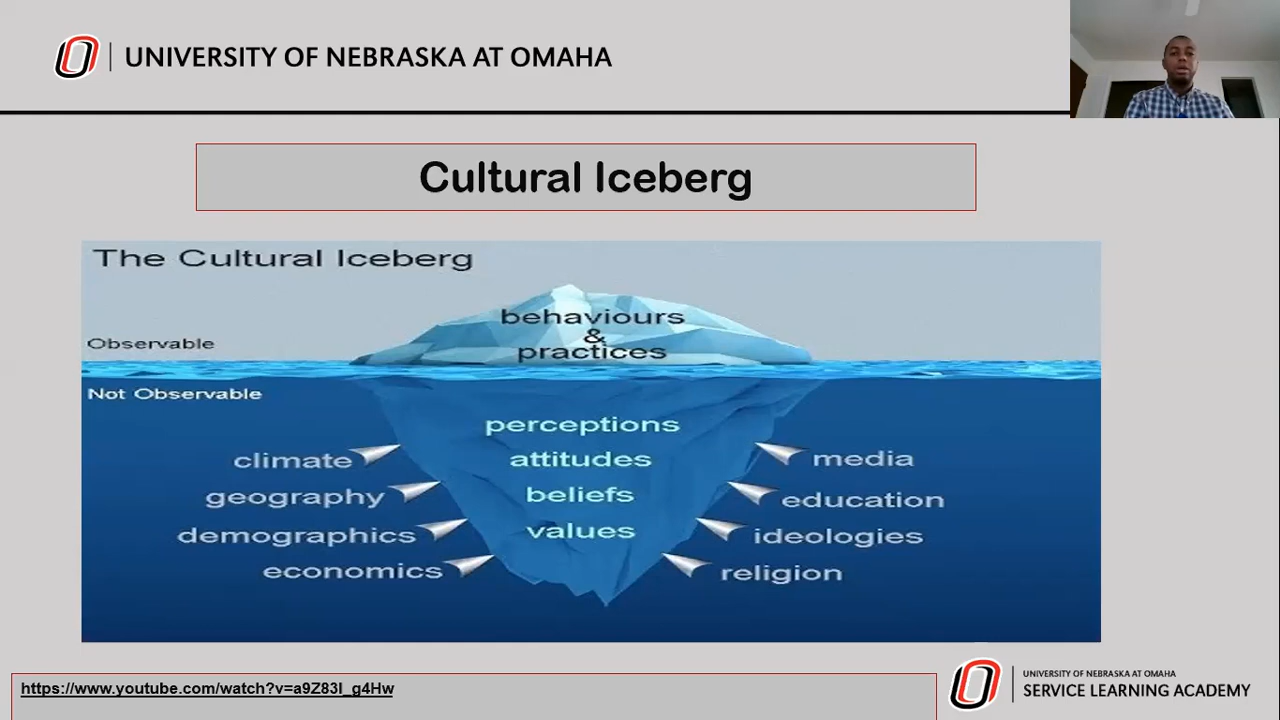 UNIVERSITY OF NEBRASKA AT OMAHA
Cultural Iceberg
The Cultural Iceberg
behaviours
&
practices
Observable
Not Observable
perceptions
attitudes
beliefs
values
climate
geography
demographics
economics
media
education
ideologies
religion
https://www.youtube.com/watch?v=a9Z83I_g4Hw
UNIVERSITY OF NEBRASKA AT OMAHA
SERVICE LEARNING ACADEMY